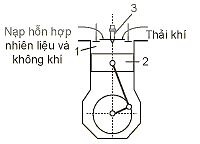 3
Nạp hỗn hợp
nhiên liệu và
không khí
Thải khí
1
2